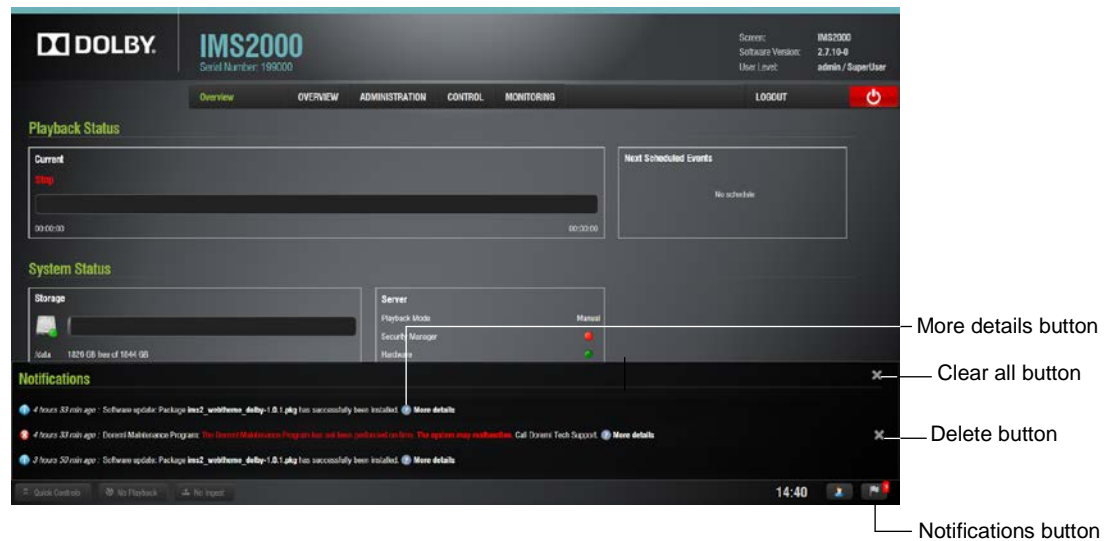 DOLBY.
IMS2000
Serial Number: 199000
Screen: IMS2000
Software Version: 2.7.10-0
User Level: admin / SuperUser
Overview OVERVIEW ADMINISTRATION CONTROL MONITORING LOGOUT
Playback Status
Current
Stop
00:00:00 00:00:00
Next Scheduled Events
No schedule
System Status
Storage
/data 1826 GB free of 1844 GB
Server
Playback Mode Manual
Security Manager
Hardware
More details button
Notifications
Clear all button
4 hours 33 min ago : Software update: Package ims2_webtheme_dolby-1.0.1.pkg has successfully been installed. ? More details
4 hours 33 min ago : Doremi Maintenance Program: The Doremi Maintenance Program has not been performed on time. The system may malfunction. Call Doremi Tech Support. ? More details
Delete button
3 hours 50 min ago : Software update: Package ims2_webtheme_dolby-1.0.1.pkg has successfully been installed. ? More details
Quick Controls No Playback No Ingest 14:40
Notifications button